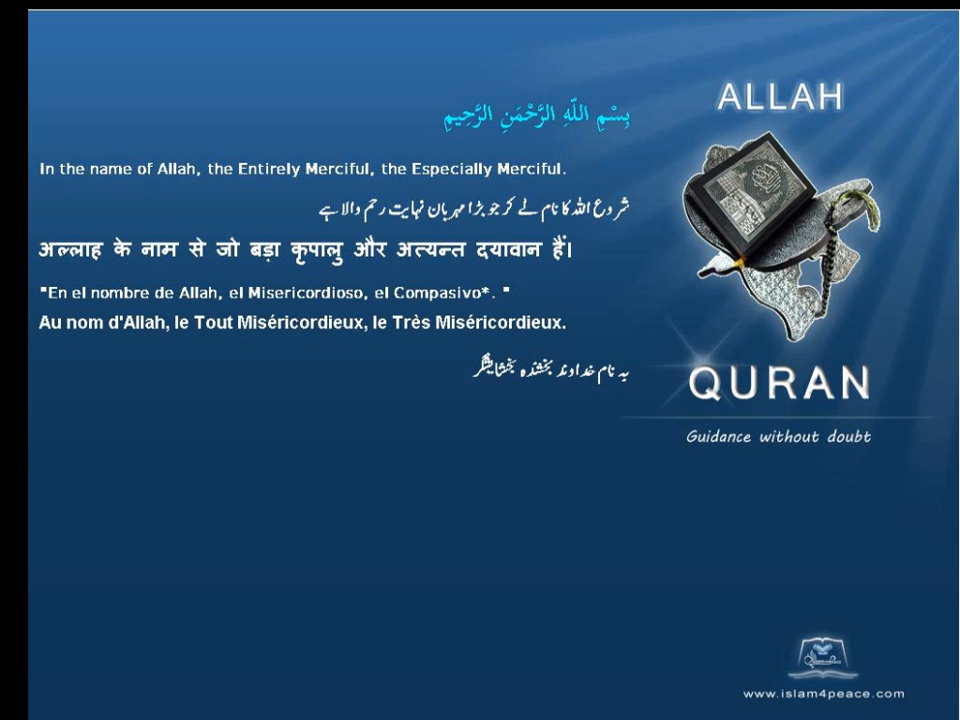 بِسْمِ اللّهِ الرَّحْمَنِ الرَّحِيمِ
In the name of Allah, the Entirely Merciful, the Especially Merciful.
شروع الله کا نام لے کر جو بڑا مہربان نہایت رحم والا ہے
अल्लाह के नाम से जो बड़ा कृपालु और अत्यन्त दयावान हैं।
"En el nombre de Allah, el Misericordioso, el Compasivo*. "
Au nom d'Allah, le Tout Miséricordieux, le Très Miséricordieux.
به نام خداوند بخشنده بخشایشگر
ALLAH
QURAN
Guidance without doubt
www.islam4peace.com